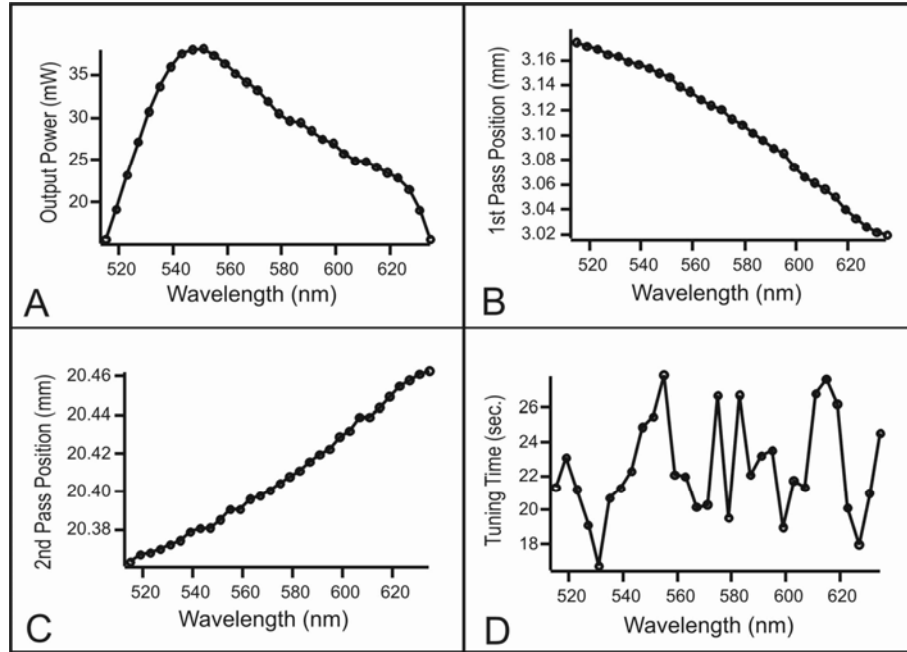 Output Power (mW)
35
30
25
20
520 540 560 580 600 620
Wavelength (nm)
A
1st Pass Position (mm)
3.16
3.14
3.12
3.10
3.08
3.06
3.04
3.02
520 540 560 580 600 620
Wavelength (nm)
B
2nd Pass Position (mm)
20.46
20.44
20.42
20.40
20.38
520 540 560 580 600 620
Wavelength (nm)
C
Tuning Time (sec.)
26
24
22
20
18
520 540 560 580 600 620
Wavelength (nm)
D